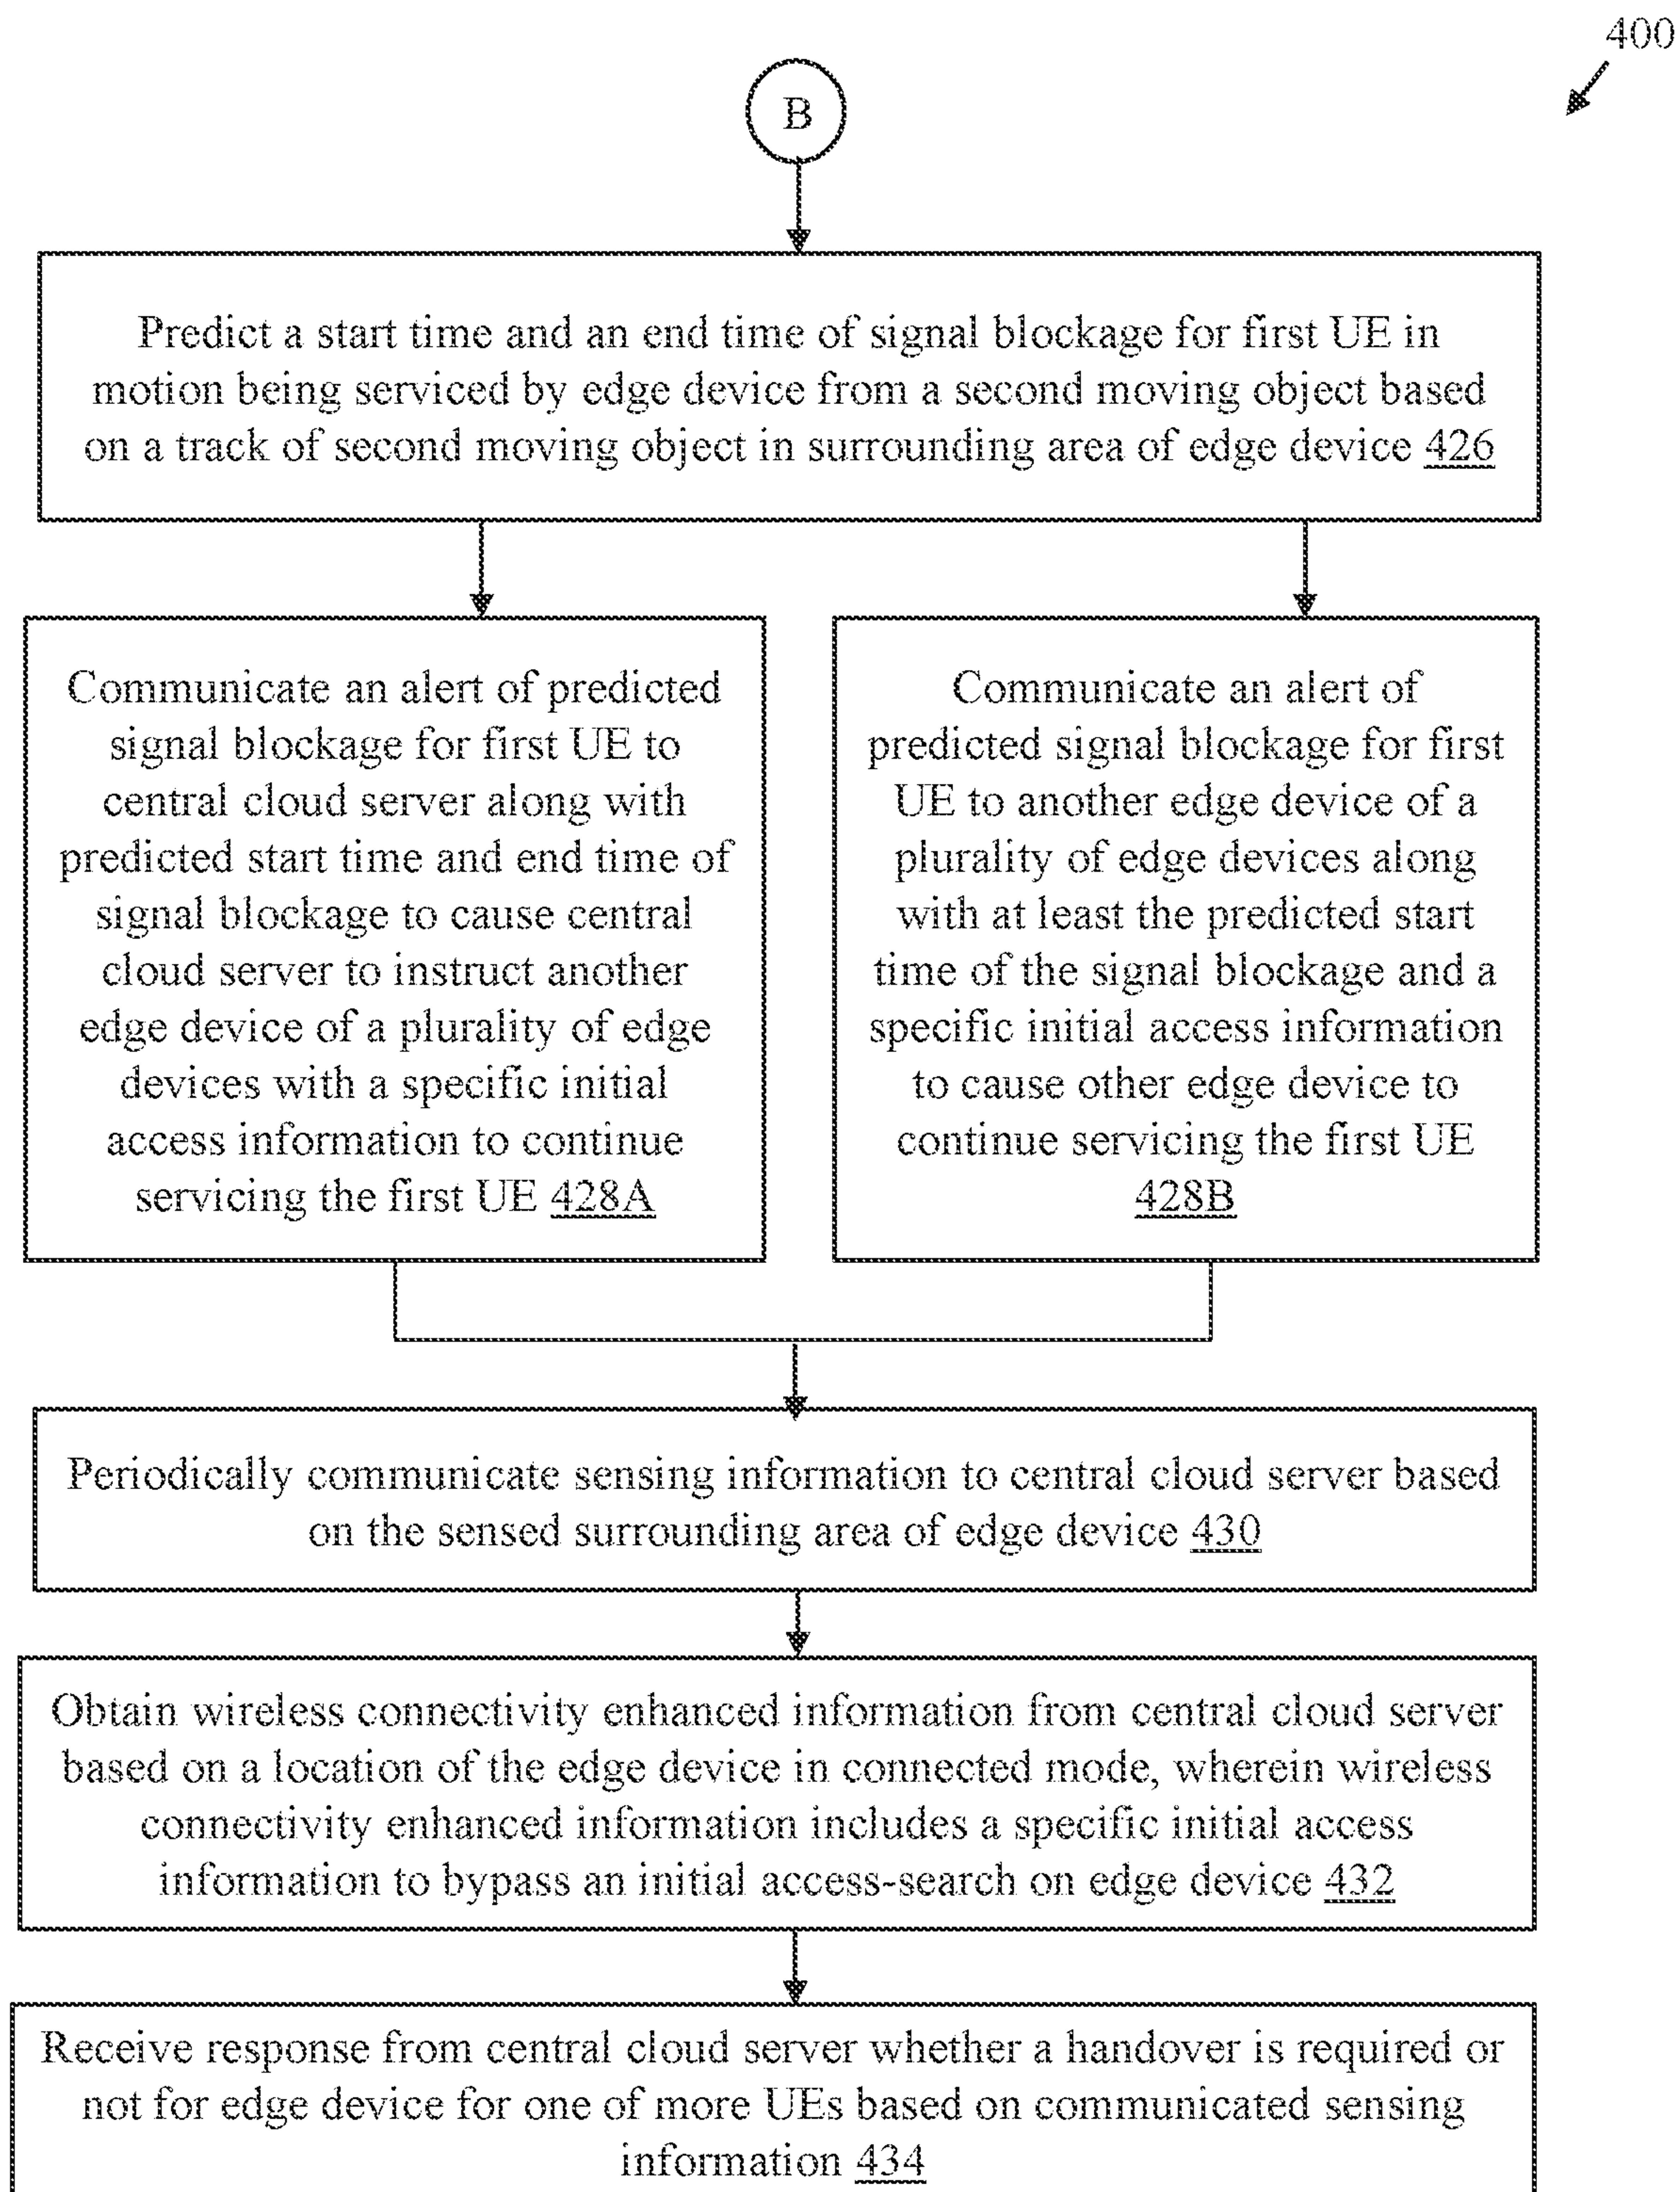 400
B
Predict a start time and an end time of signal blockage for first UE in
motion being serviced by edge device from a second moving object based
on a track of second moving object in surrounding area of edge device 426
Communicate an alert of predicted
signal blockage for first UE to
central cloud server along with
predicted start time and end time of
signal blockage to cause central
cloud server to instruct another
edge device of a plurality of edge
devices with a specific initial
access information to continue
servicing the first UE 428A
Communicate an alert of
predicted signal blockage for first
UE to another edge device of a
plurality of edge devices along
with at least the predicted start
time of the signal blockage and a
specific initial access information
to cause other edge device to
continue servicing the first UE
428B
Periodically communicate sensing information to central cloud server based
on the sensed surrounding area of edge device 430
Obtain wireless connectivity enhanced information from central cloud server
based on a location of the edge device in connected mode, wherein wireless
connectivity enhanced information includes a specific initial access
information to bypass an initial access-search on edge device 432
Receive response from central cloud server whether a handover is required or
not for edge device for one of more UEs based on communicated sensing
information 434